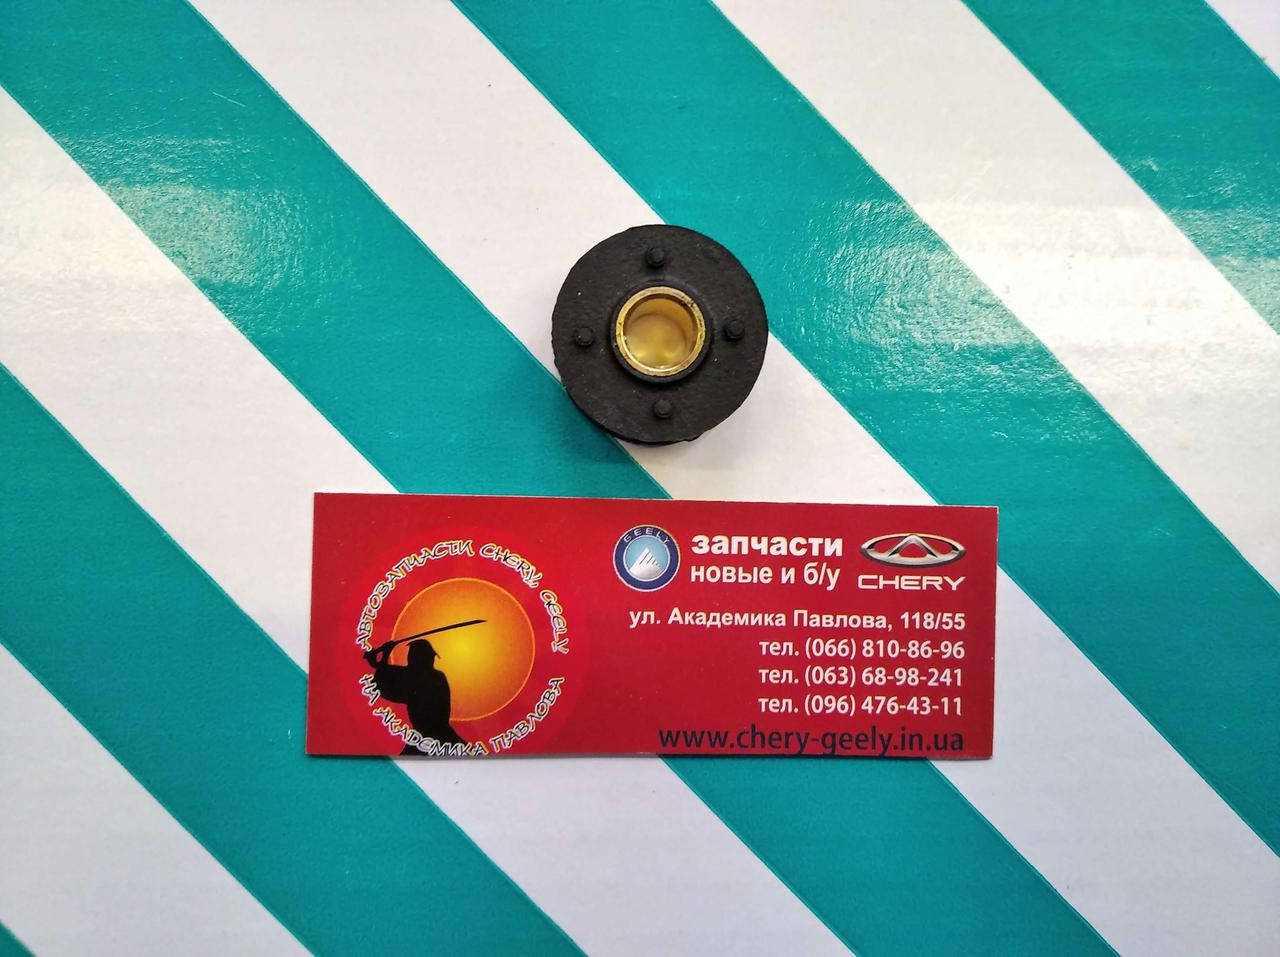 АВТОЗАПЧАСТИ CHERY, GEELY
НА АКАДЕМИКА ПАВЛОВА
GEELY
запчасти
новые и б/у
CHERY
ул. Академика Павлова, 118/55
тел. (066) 810-86-96
тел. (063) 68-98-241
тел. (096) 476-43-11
www.chery-geely.in.ua